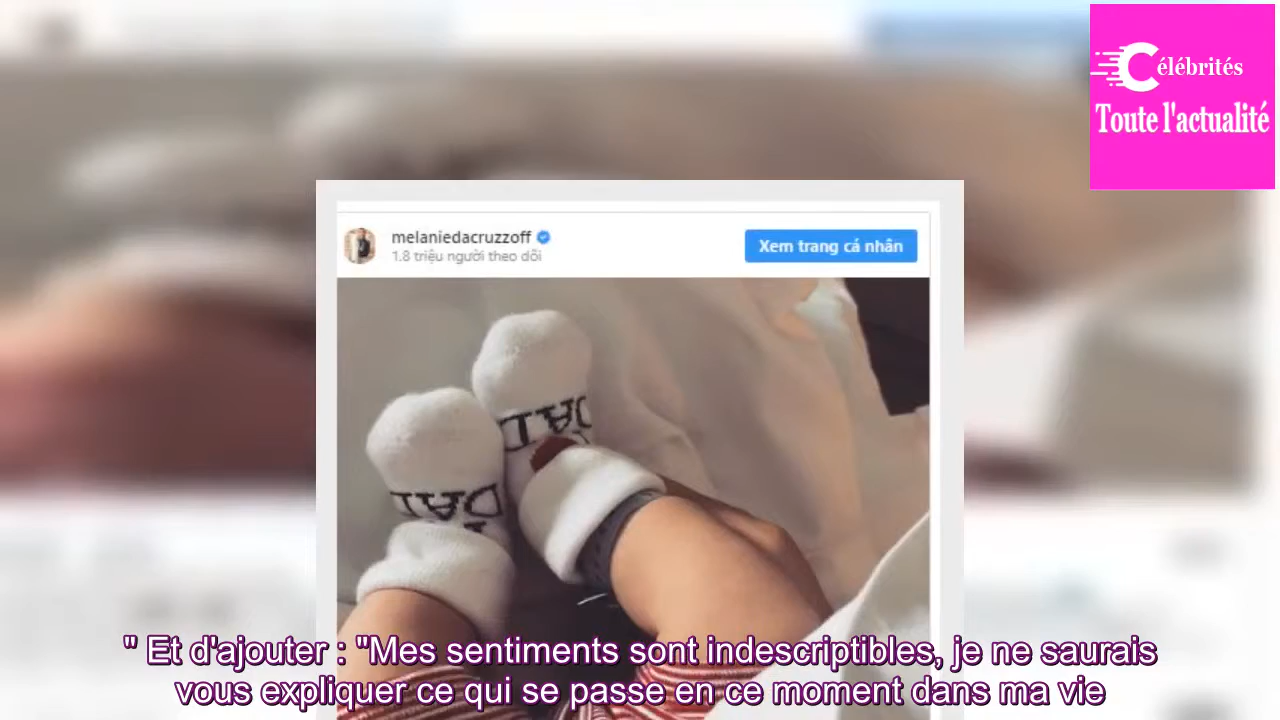 Célébrités
Toute l'actualité
melaniedacruzzoff
1.8 triệu người theo dõi
Xem trang cá nhân
DAD
" Et d'ajouter : "Mes sentiments sont indescriptibles, je ne saurais
vous expliquer ce qui se passe en ce moment dans ma vie